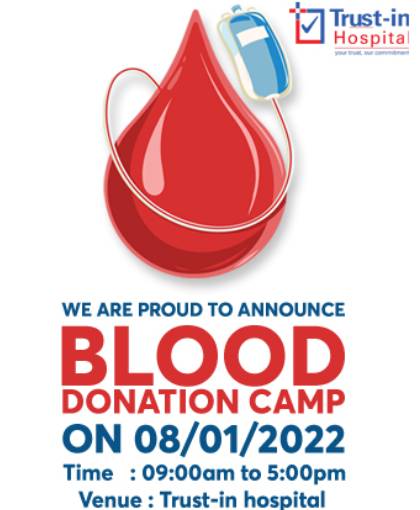 Trust-in
Hospital
your trust, our commitment
WE ARE PROUD TO ANNOUNCE
BLOOD
DONATION CAMP
ON 08/01/2022
Time : 09:00am to 5:00pm
Venue : Trust-in hospital